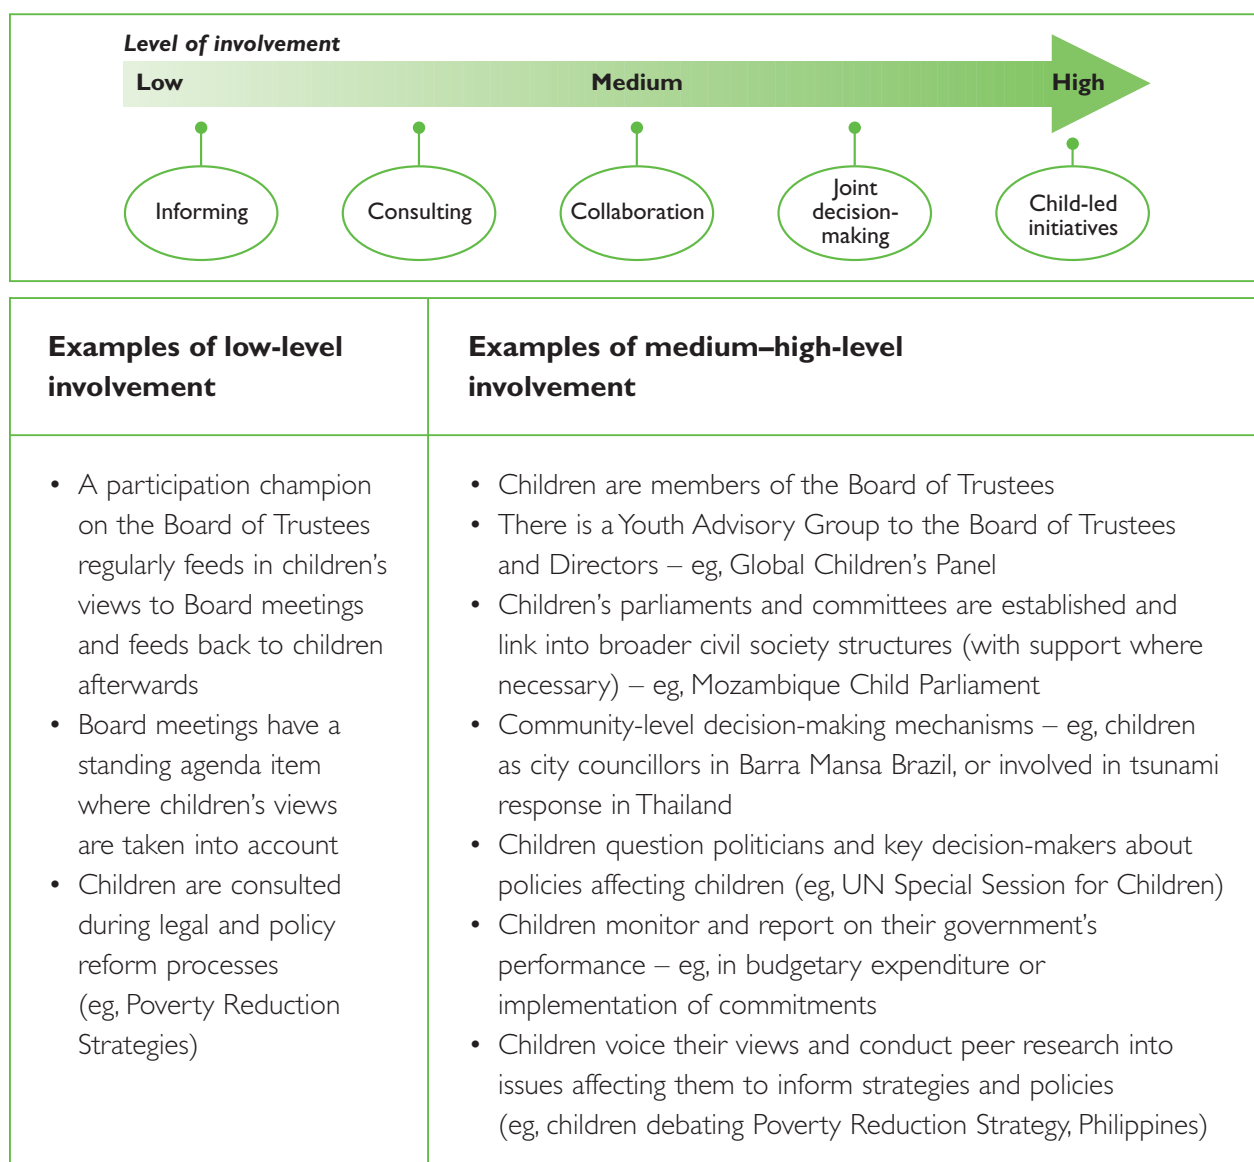 Level of involvement
Low Medium High
Informing
Consulting
Collaboration
Joint
decision-
making
Child-led
initiatives
Examples of low-level
involvement
Examples of medium–high-level
involvement
• A participation champion
on the Board of Trustees
regularly feeds in children’s
views to Board meetings
and feeds back to children
afterwards
• Board meetings have a
standing agenda item
where children’s views
are taken into account
• Children are consulted
during legal and policy
reform processes
(eg, Poverty Reduction
Strategies)
• Children are members of the Board of Trustees
• There is a Youth Advisory Group to the Board of Trustees
and Directors – eg, Global Children’s Panel
• Children’s parliaments and committees are established and
link into broader civil society structures (with support where
necessary) – eg, Mozambique Child Parliament
• Community-level decision-making mechanisms – eg, children
as city councillors in Barra Mansa Brazil, or involved in tsunami
response in Thailand
• Children question politicians and key decision-makers about
policies affecting children (eg, UN Special Session for Children)
• Children monitor and report on their government’s
performance – eg, in budgetary expenditure or
implementation of commitments
• Children voice their views and conduct peer research into
issues affecting them to inform strategies and policies
(eg, children debating Poverty Reduction Strategy, Philippines)